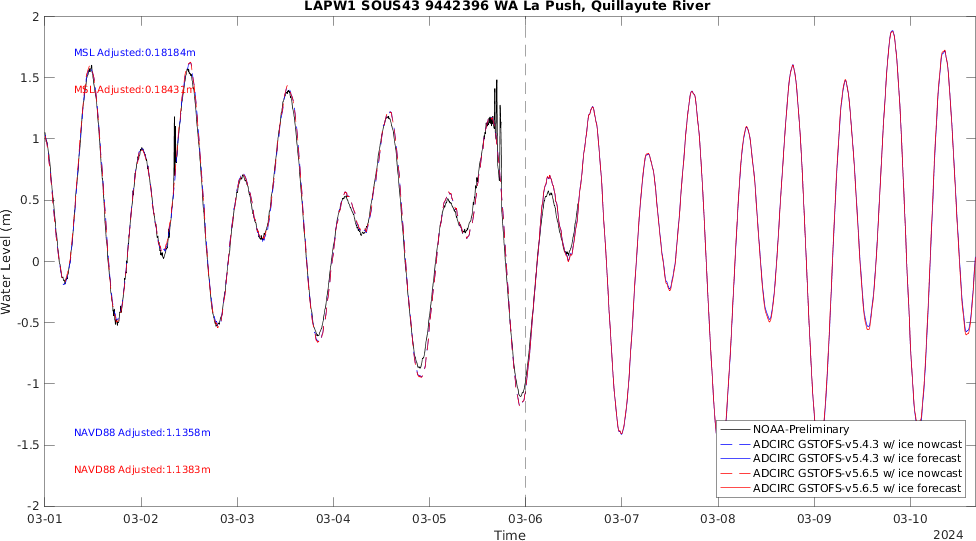 LAPW1 SOUS43 9442396 WA La Push, Quillayute River
2
1.5
1
0.5
0
-0.5
-1
-1.5
-2
Water Level (m)
MSL Adjusted:0.18184m
MSL Adjusted:0.18431m
NAVD88 Adjusted:1.1358m
NAVD88 Adjusted:1.1383m
NOAA-Preliminary
ADCIRC GSTOFS-v5.4.3 w/ ice nowcast
ADCIRC GSTOFS-v5.4.3 w/ ice forecast
ADCIRC GSTOFS-v5.6.5 w/ ice nowcast
ADCIRC GSTOFS-v5.6.5 w/ ice forecast
03-01 03-02 03-03 03-04 03-05 03-06 03-07 03-08 03-09 03-10
Time
2024